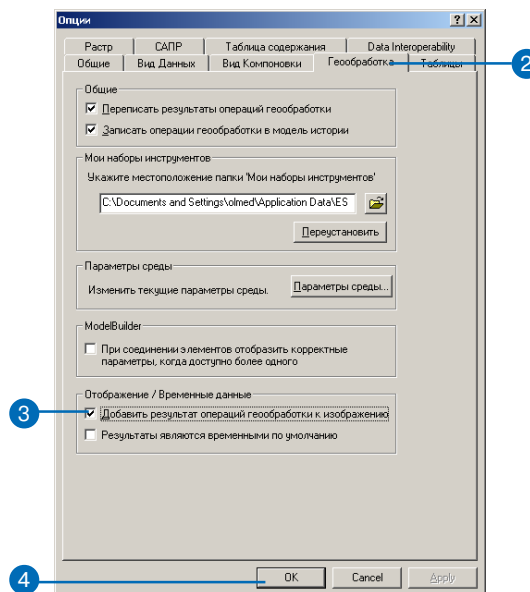 Опции
Растр САПР Таблица содержания Data Interoperability
Общие Вид Данных Вид Компоновки Геообработка Таблицы
2
Общие
Переписать результаты операций геообработки
Записать операции геообработки в модель истории
Мои наборы инструментов
Укажите местоположение папки 'Мои наборы инструментов'
C:\Documents and Settings\olmed\Application Data\ES
Переустановить
Параметры среды
Изменить текущие параметры среды. Параметры среды...
ModelBuilder
При соединении элементов отобразить корректные
параметры, когда доступно более одного
Отображение / Временные данные
3 Добавить результат операций геообработки к изображению
Результаты являются временными по умолчанию
4 OK Cancel Apply